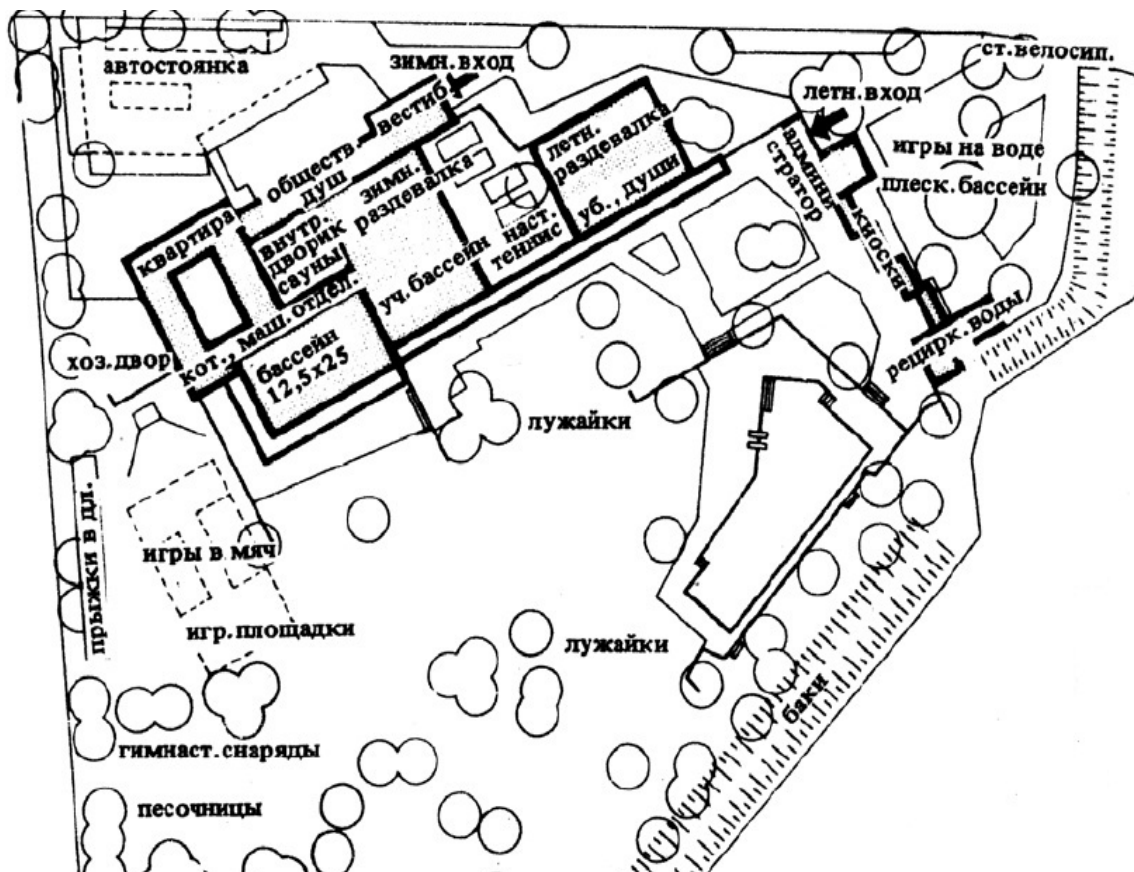 автостоянка
зимн. вход
ст. велосип.
летн. вход
игры на воде
плеск. бассейн
вестиб.
обществ.
душ
зимн.
раздевалка
летн.
раздевалка
уб., души
админи
стратор
киоски
квартира
внутр.
дворик
сауны
уч. бассейн
наст.
теннис
хоз. двор
кот., маш. отдел.
бассейн
12,5x25
рецирк. воды
лужайки
прыжки в дл.
игры в мяч
игр. площадки
лужайки
баки
гимнаст. снаряды
песочницы